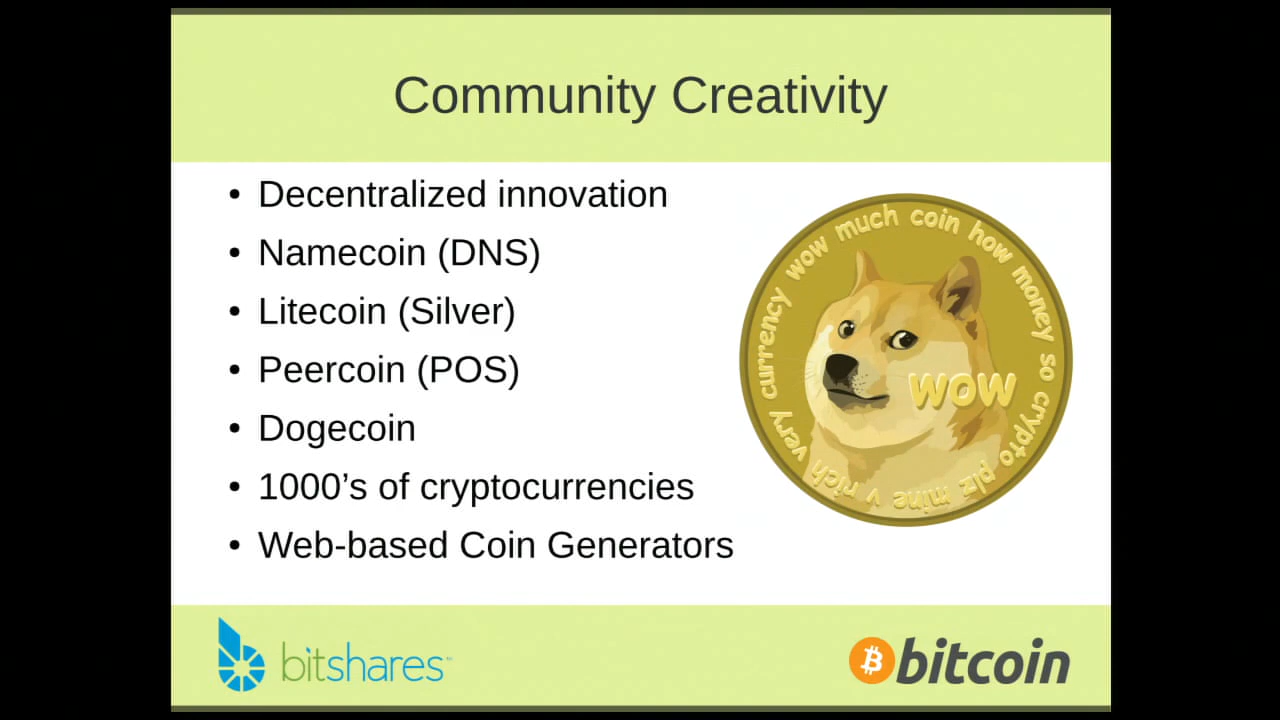 Community Creativity
• Decentralized innovation
• Namecoin (DNS)
• Litecoin (Silver)
• Peercoin (POS)
• Dogecoin
• 1000’s of cryptocurrencies
• Web-based Coin Generators
very currency wow much coin how money so crypto plz mine v rich
wow
bitshares™
bitcoin